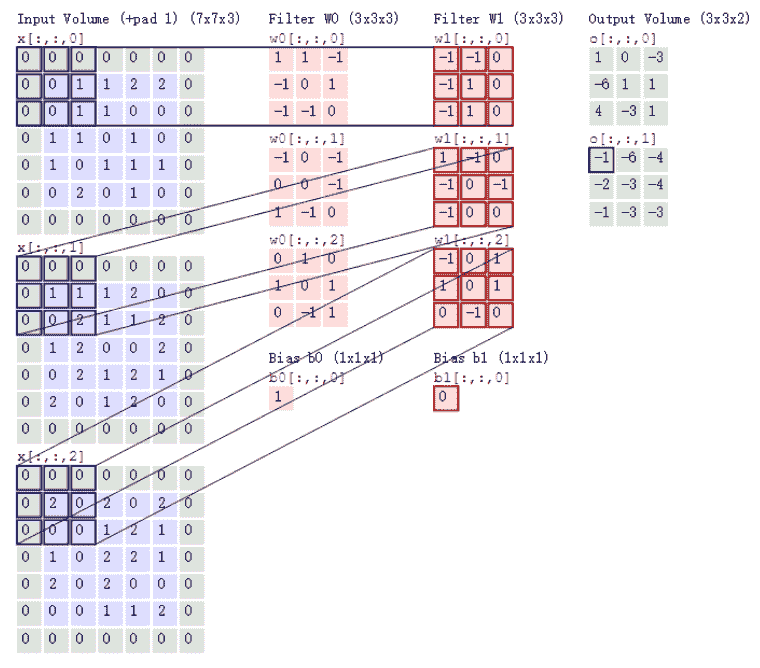 Input Volume (+pad 1) (7x7x3)
x[:,:,0]
0 0 0 0 0 0 0
0 0 1 1 2 2 0
0 0 1 1 0 0 0
0 1 1 0 1 0 0
0 1 0 1 1 1 0
0 0 2 0 1 0 0
0 0 0 0 0 0 0
x[:,:,1]
0 0 0 0 0 0 0
0 1 1 1 2 0 0
0 0 2 1 1 2 0
0 1 2 0 0 2 0
0 0 2 1 2 1 0
0 2 0 1 2 0 0
0 0 0 0 0 0 0
x[:,:,2]
0 0 0 0 0 0 0
0 2 0 2 0 2 0
0 0 0 1 2 1 0
0 1 0 2 2 1 0
0 2 0 2 0 0 0
0 0 0 1 1 2 0
0 0 0 0 0 0 0
Filter W0 (3x3x3)
w0[:,:,0]
1 1 -1
-1 0 1
-1 -1 0
w0[:,:,1]
-1 0 -1
0 0 -1
1 -1 0
w0[:,:,2]
0 1 0
1 0 1
0 -1 1
Bias b0 (1x1x1)
b0[:,:,0]
1
Filter W1 (3x3x3)
w1[:,:,0]
-1 -1 0
-1 1 0
-1 1 0
w1[:,:,1]
1 -1 0
-1 0 -1
-1 0 0
w1[:,:,2]
-1 0 1
1 0 1
0 -1 0
Bias b1 (1x1x1)
b1[:,:,0]
0
Output Volume (3x3x2)
o[:,:,0]
1 0 -3
-6 1 1
4 -3 1
o[:,:,1]
-1 -6 -4
-2 -3 -4
-1 -3 -3